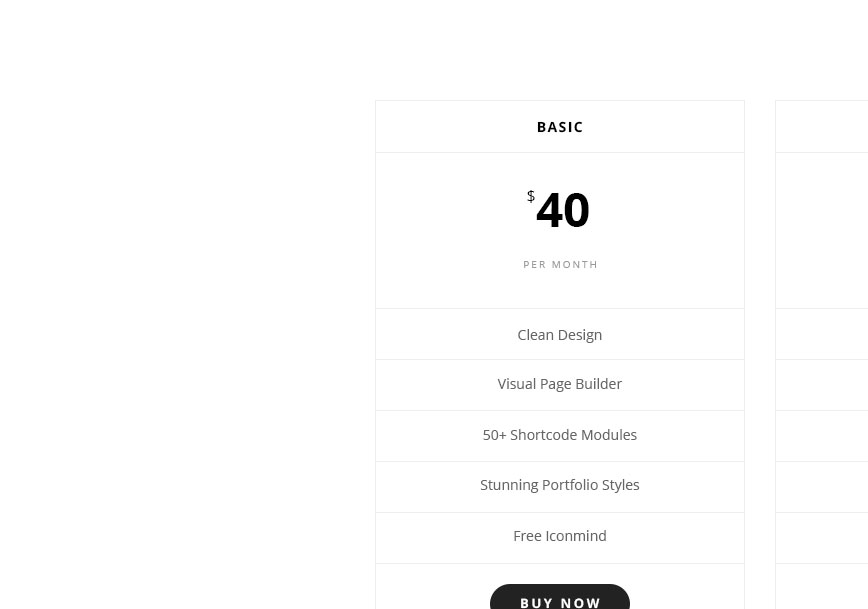 BASIC
$40
PER MONTH
Clean Design
Visual Page Builder
50+ Shortcode Modules
Stunning Portfolio Styles
Free Iconmind
BUY NOW